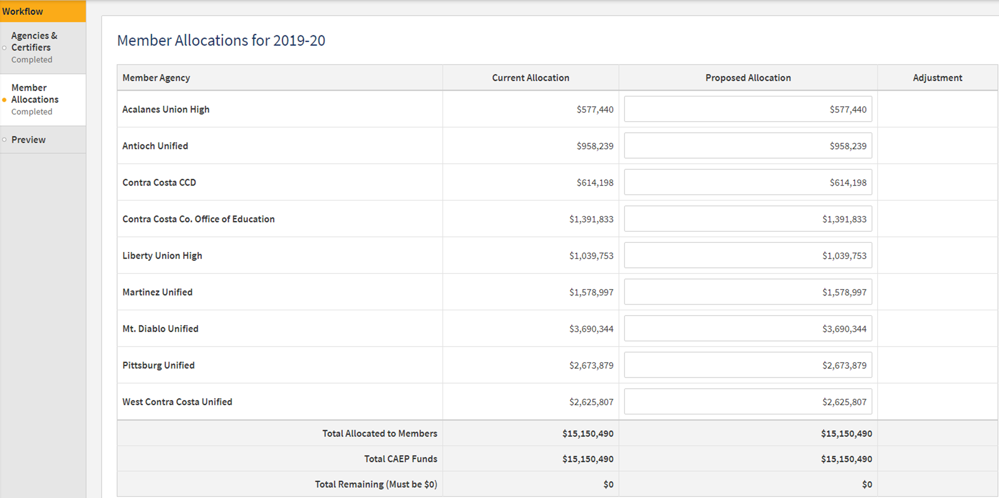 Workflow
Agencies &
Certifiers
Completed
Member
Allocations
Completed
Preview
Member Allocations for 2019-20
Member Agency Current Allocation Proposed Allocation Adjustment
Acalanes Union High $577,440 $577,440
Antioch Unified $958,239 $958,239
Contra Costa CCD $614,198 $614,198
Contra Costa Co. Office of Education $1,391,833 $1,391,833
Liberty Union High $1,039,753 $1,039,753
Martinez Unified $1,578,997 $1,578,997
Mt. Diablo Unified $3,690,344 $3,690,344
Pittsburg Unified $2,673,879 $2,673,879
West Contra Costa Unified $2,625,807 $2,625,807
Total Allocated to Members $15,150,490 $15,150,490
Total CAEP Funds $15,150,490 $15,150,490
Total Remaining (Must be $0) $0 $0